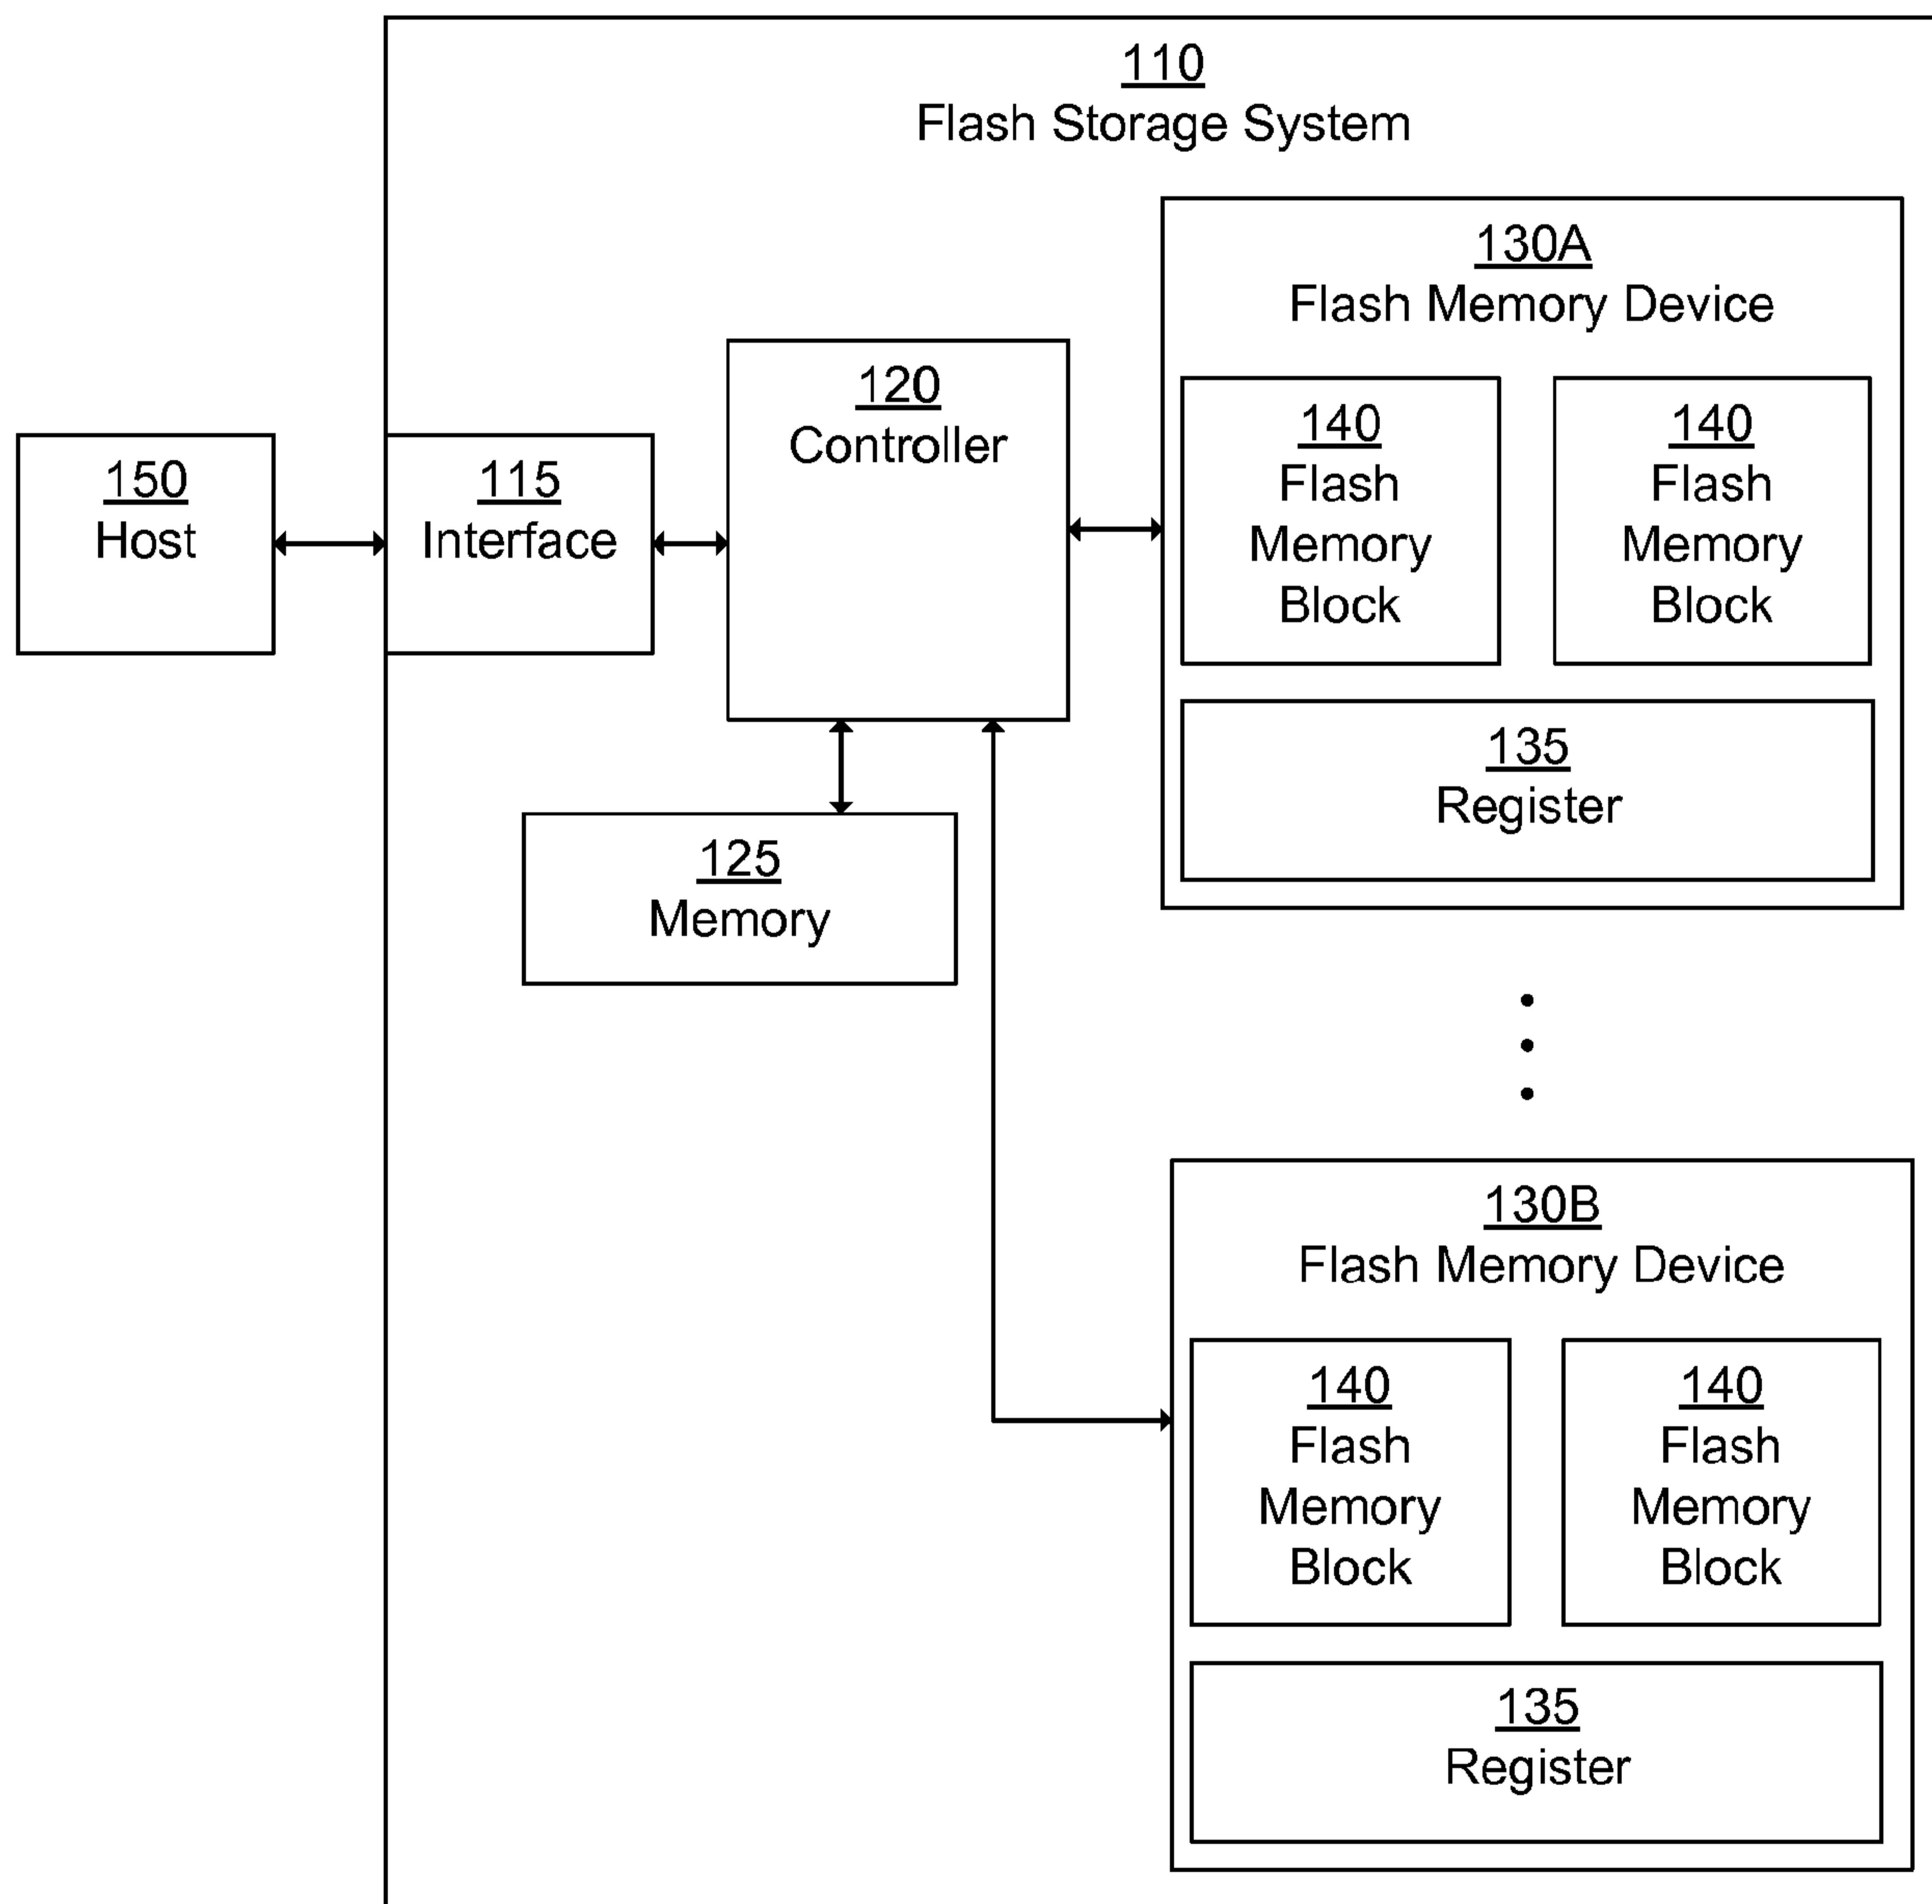 110
Flash Storage System
130A
Flash Memory Device
120
Controller
140
Flash
Memory
Block
140
Flash
Memory
Block
150
Host
115
Interface
135
Register
125
Memory
130B
Flash Memory Device
140
Flash
Memory
Block
140
Flash
Memory
Block
135
Register